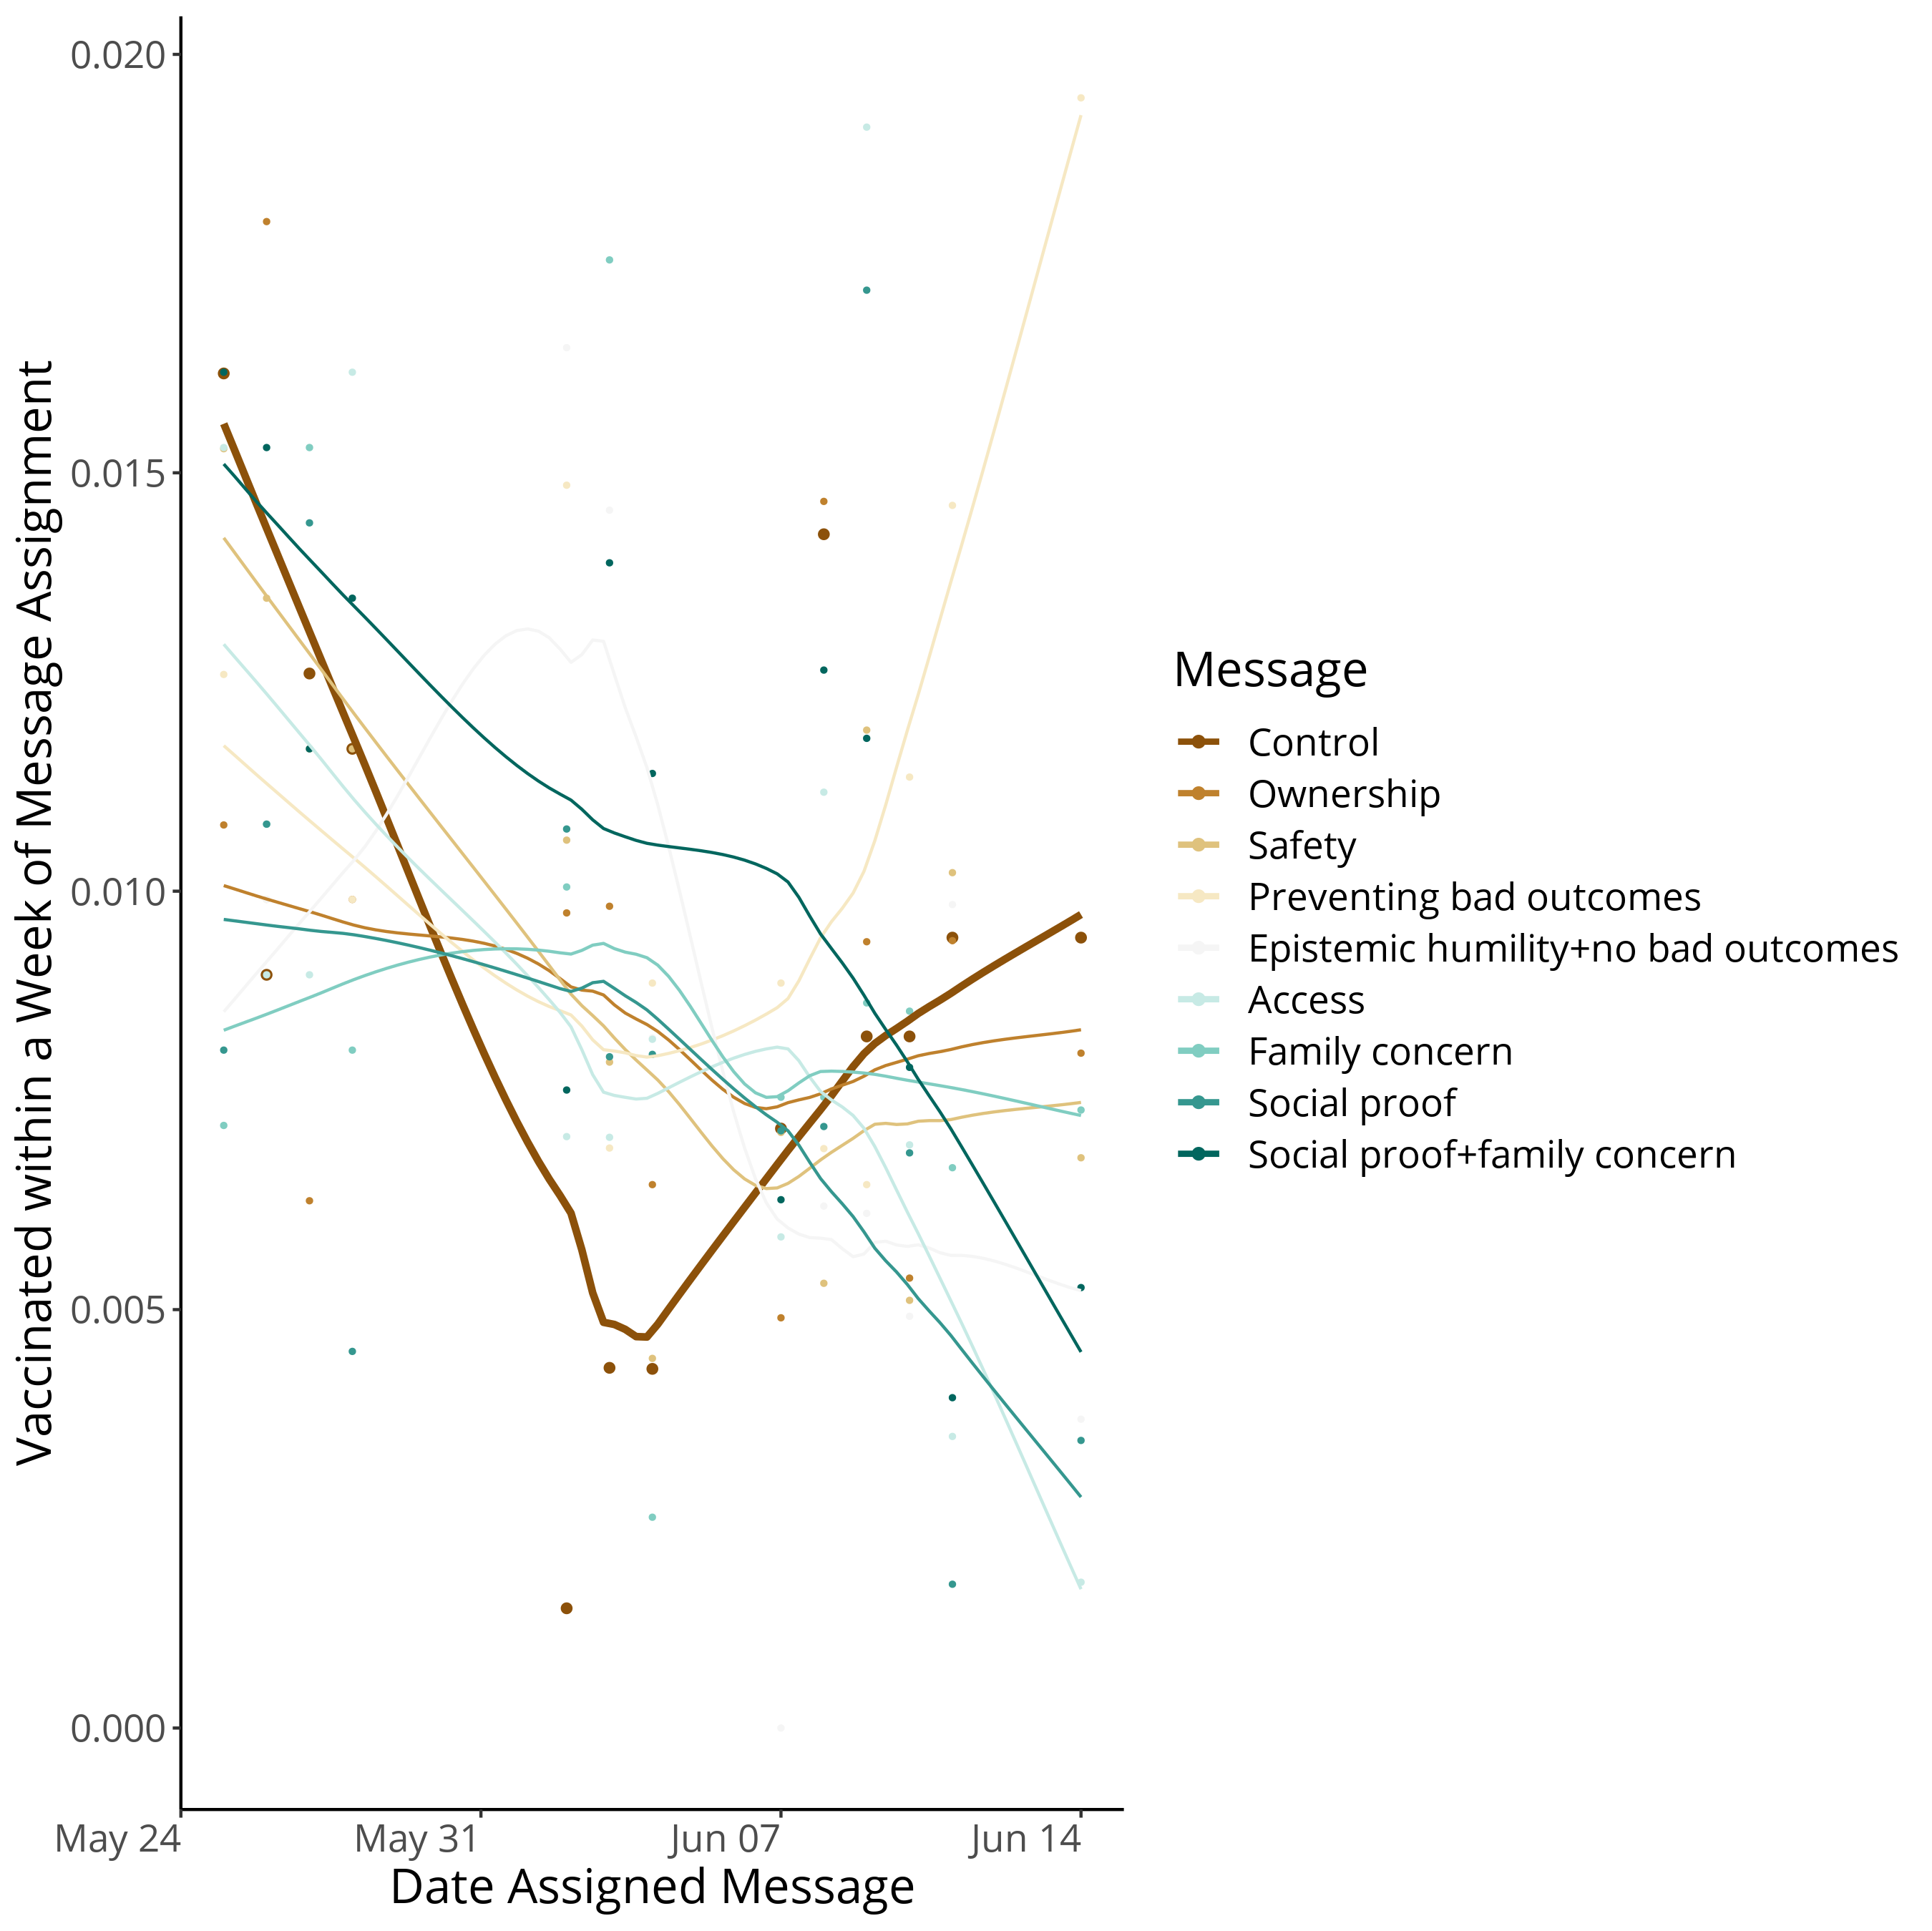 Vaccinated within a Week of Message Assignment
0.020
0.015
0.010
0.005
0.000
May 24
May 31
Jun 07
Jun 14
Date Assigned Message
Message
Control
Ownership
Safety
Preventing bad outcomes
Epistemic humility+no bad outcomes
Access
Family concern
Social proof
Social proof+family concern